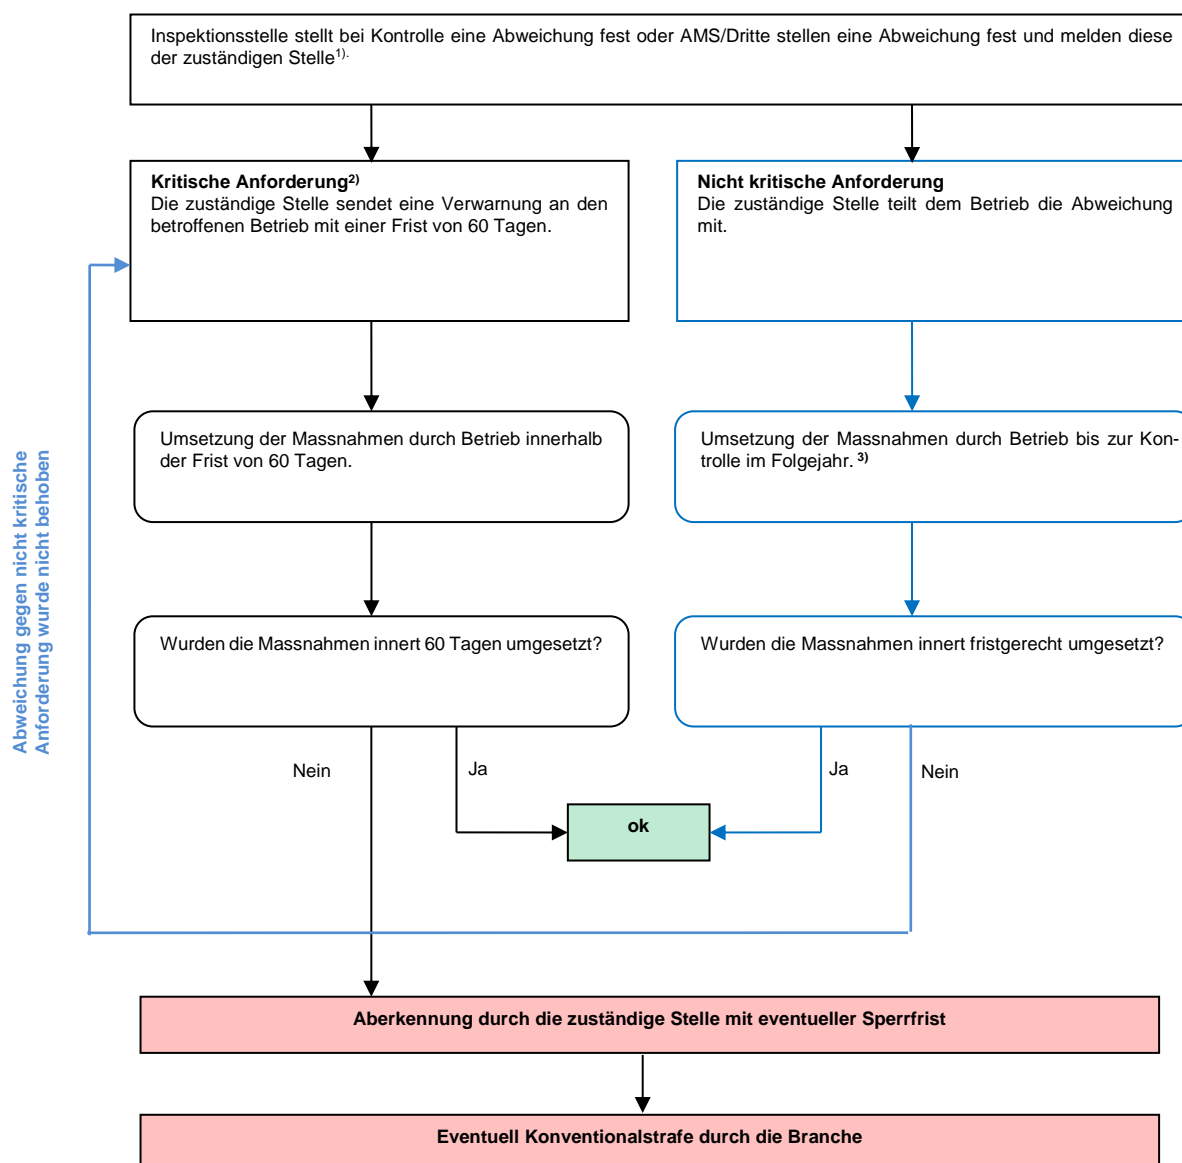 Inspektionsstelle stellt bei Kontrolle eine Abweichung fest oder AMS/Dritte stellen eine Abweichung fest und melden diese
der zuständigen Stelle1).
Kritische Anforderung2)
Die zuständige Stelle sendet eine Verwarnung an den
betroffenen Betrieb mit einer Frist von 60 Tagen.
Nicht kritische Anforderung
Die zuständige Stelle teilt dem Betrieb die Abweichung
mit.
Umsetzung der Massnahmen durch Betrieb innerhalb
der Frist von 60 Tagen.
Umsetzung der Massnahmen durch Betrieb bis zur Kon-
trolle im Folgejahr. 3)
Abweichung gegen nicht kritische
Anforderung wurde nicht behoben
Wurden die Massnahmen innert 60 Tagen umgesetzt?
Wurden die Massnahmen innert fristgerecht umgesetzt?
Nein
Ja
Ja
Nein
ok
Aberkennung durch die zuständige Stelle mit eventueller Sperrfrist
Eventuell Konventionalstrafe durch die Branche